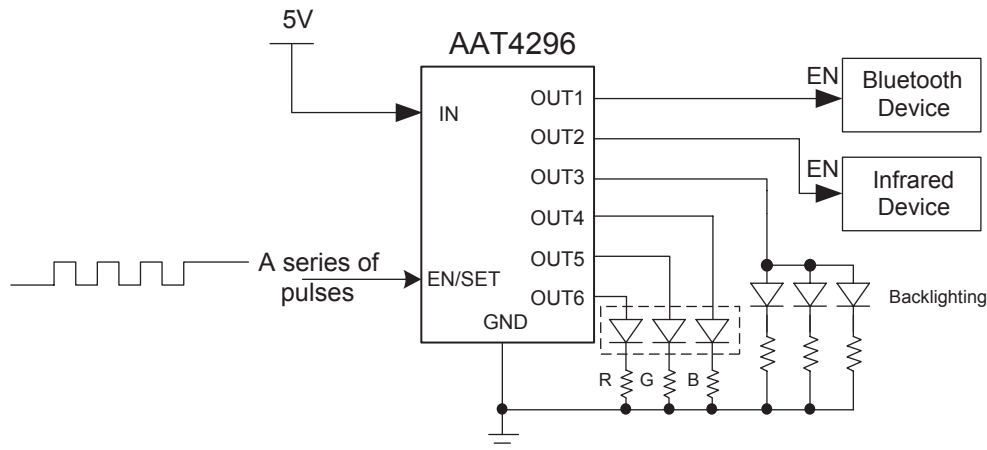 5V
AAT4296
IN
EN/SET
GND
OUT1
OUT2
OUT3
OUT4
OUT5
OUT6
EN
Bluetooth
Device
EN
Infrared
Device
A series of
pulses
R
G
B
Backlighting